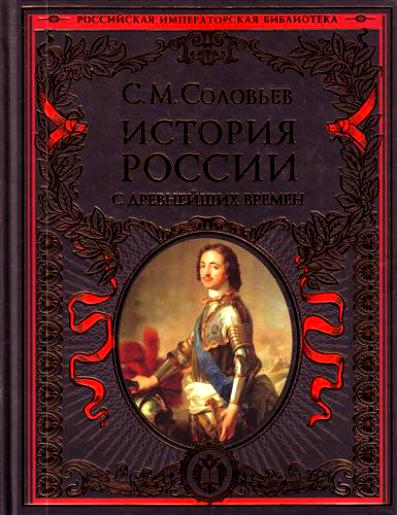 РОССИЙСКАЯ ИМПЕРАТОРСКАЯ БИБЛИОТЕКА
С. М. СОЛОВЬЕВ
ИСТОРИЯ
РОССИИ
С ДРЕВНЕЙШИХ ВРЕМЕН